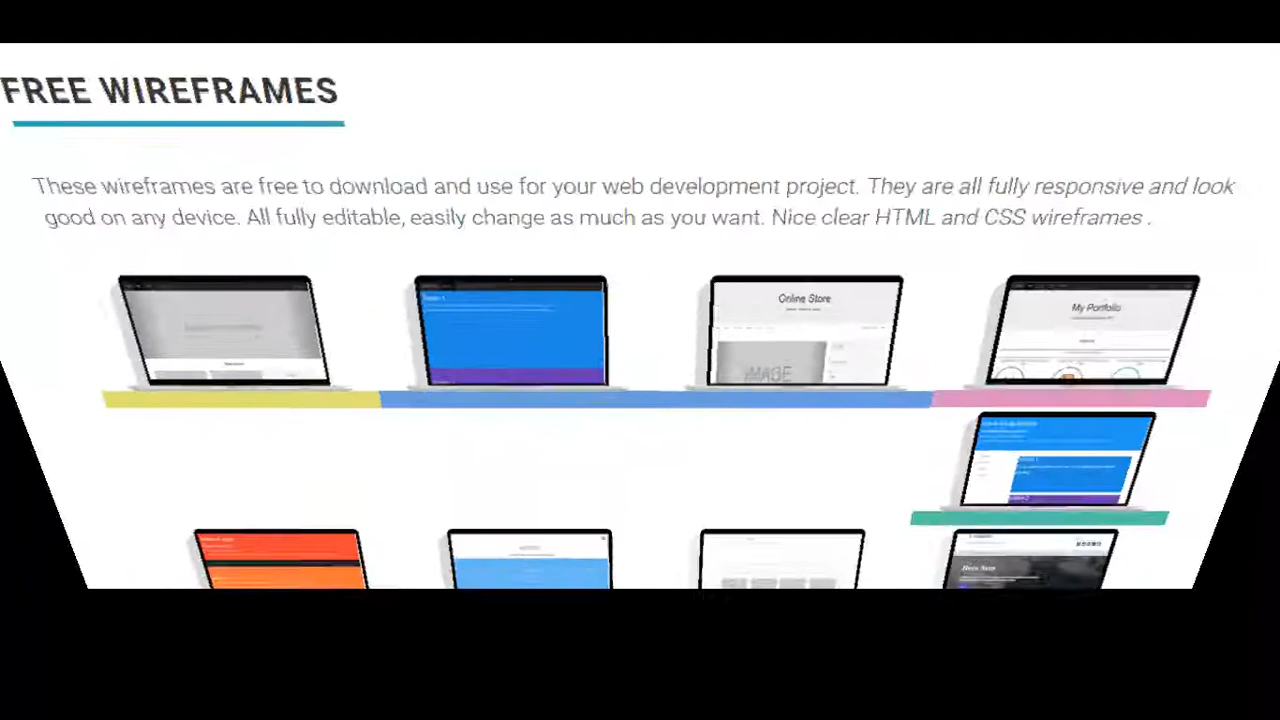 FREE WIREFRAMES
These wireframes are free to download and use for your web development project. They are all fully responsive and look
good on any device. All fully editable, easily change as much as you want. Nice clear HTML and CSS wireframes .
Online Store
My Portfolio
IMAGE